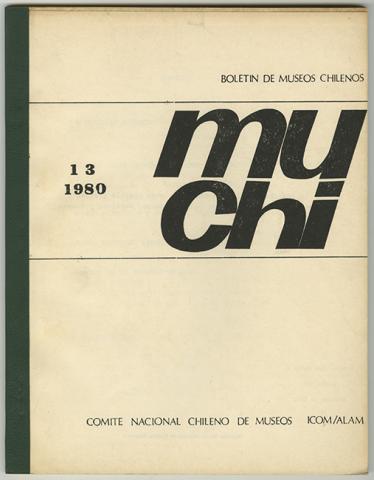 BOLETIN DE MUSEOS CHILENOS
mu
chi
13
1980
COMITE NACIONAL CHILENO DE MUSEOS ICOM/ALAM